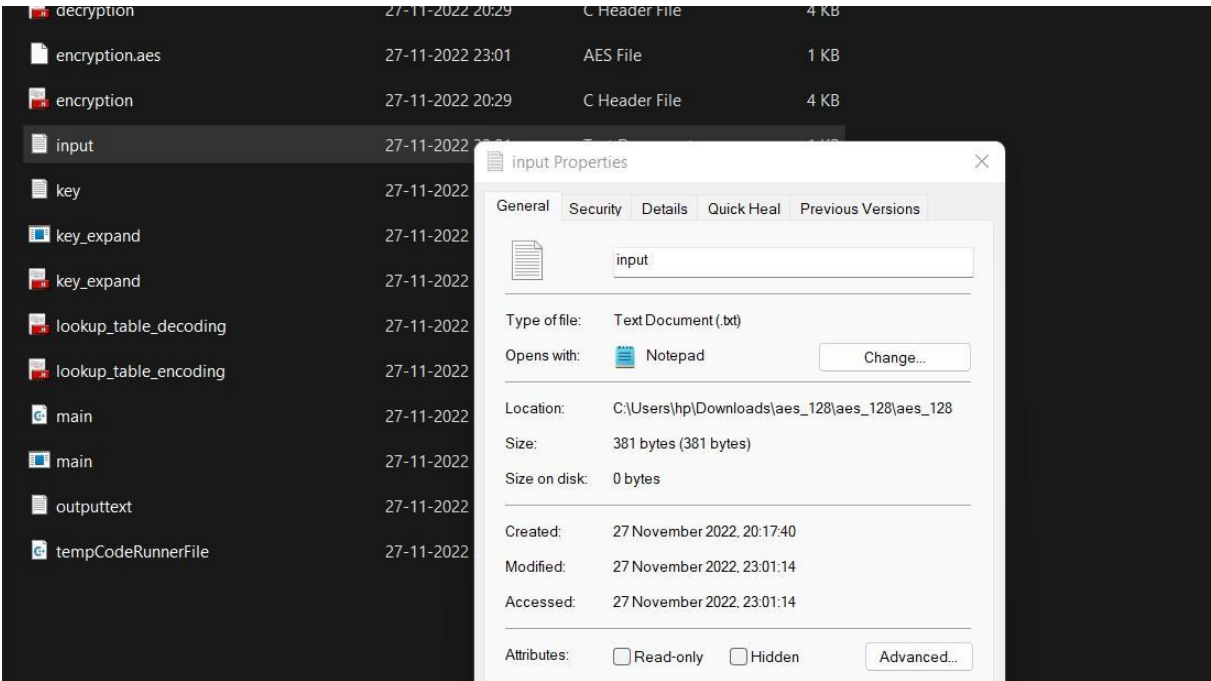 decryption 27-11-2022 20:29 C Header File 4 KB
encryption.aes 27-11-2022 23:01 AES File 1 KB
encryption 27-11-2022 20:29 C Header File 4 KB
input 27-11-2022
key 27-11-2022
key_expand 27-11-2022
key_expand 27-11-2022
lookup_table_decoding 27-11-2022
lookup_table_encoding 27-11-2022
main 27-11-2022
main 27-11-2022
outputtext 27-11-2022
tempCodeRunnerFile 27-11-2022
input Properties
General Security Details Quick Heal Previous Versions
input
Type of file: Text Document (.txt)
Opens with: Notepad Change...
Location: C:\Users\hp\Downloads\aes_128\aes_128\aes_128
Size: 381 bytes (381 bytes)
Size on disk: 0 bytes
Created: 27 November 2022, 20:17:40
Modified: 27 November 2022, 23:01:14
Accessed: 27 November 2022, 23:01:14
Attributes: Read-only Hidden Advanced...